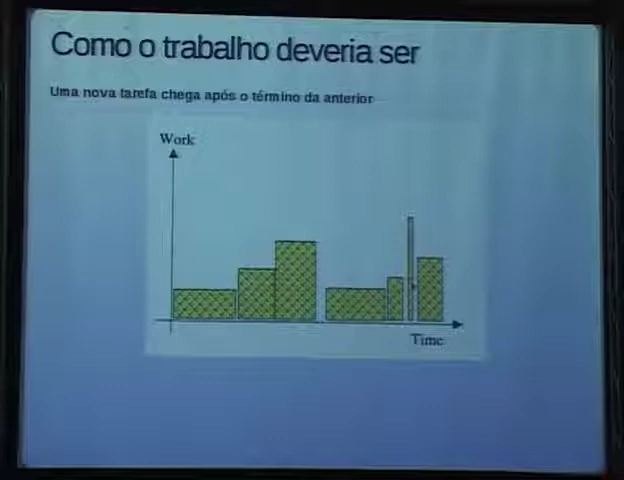 Como o trabalho deveria ser
Uma nova tarefa chega após o término da anterior
Work
Time